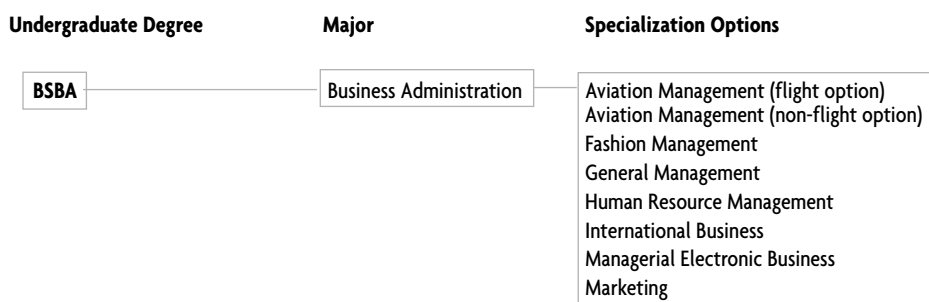 Undergraduate Degree Major Specialization Options
BSBA Business Administration Aviation Management (flight option)
Aviation Management (non-flight option)
Fashion Management
General Management
Human Resource Management
International Business
Managerial Electronic Business
Marketing